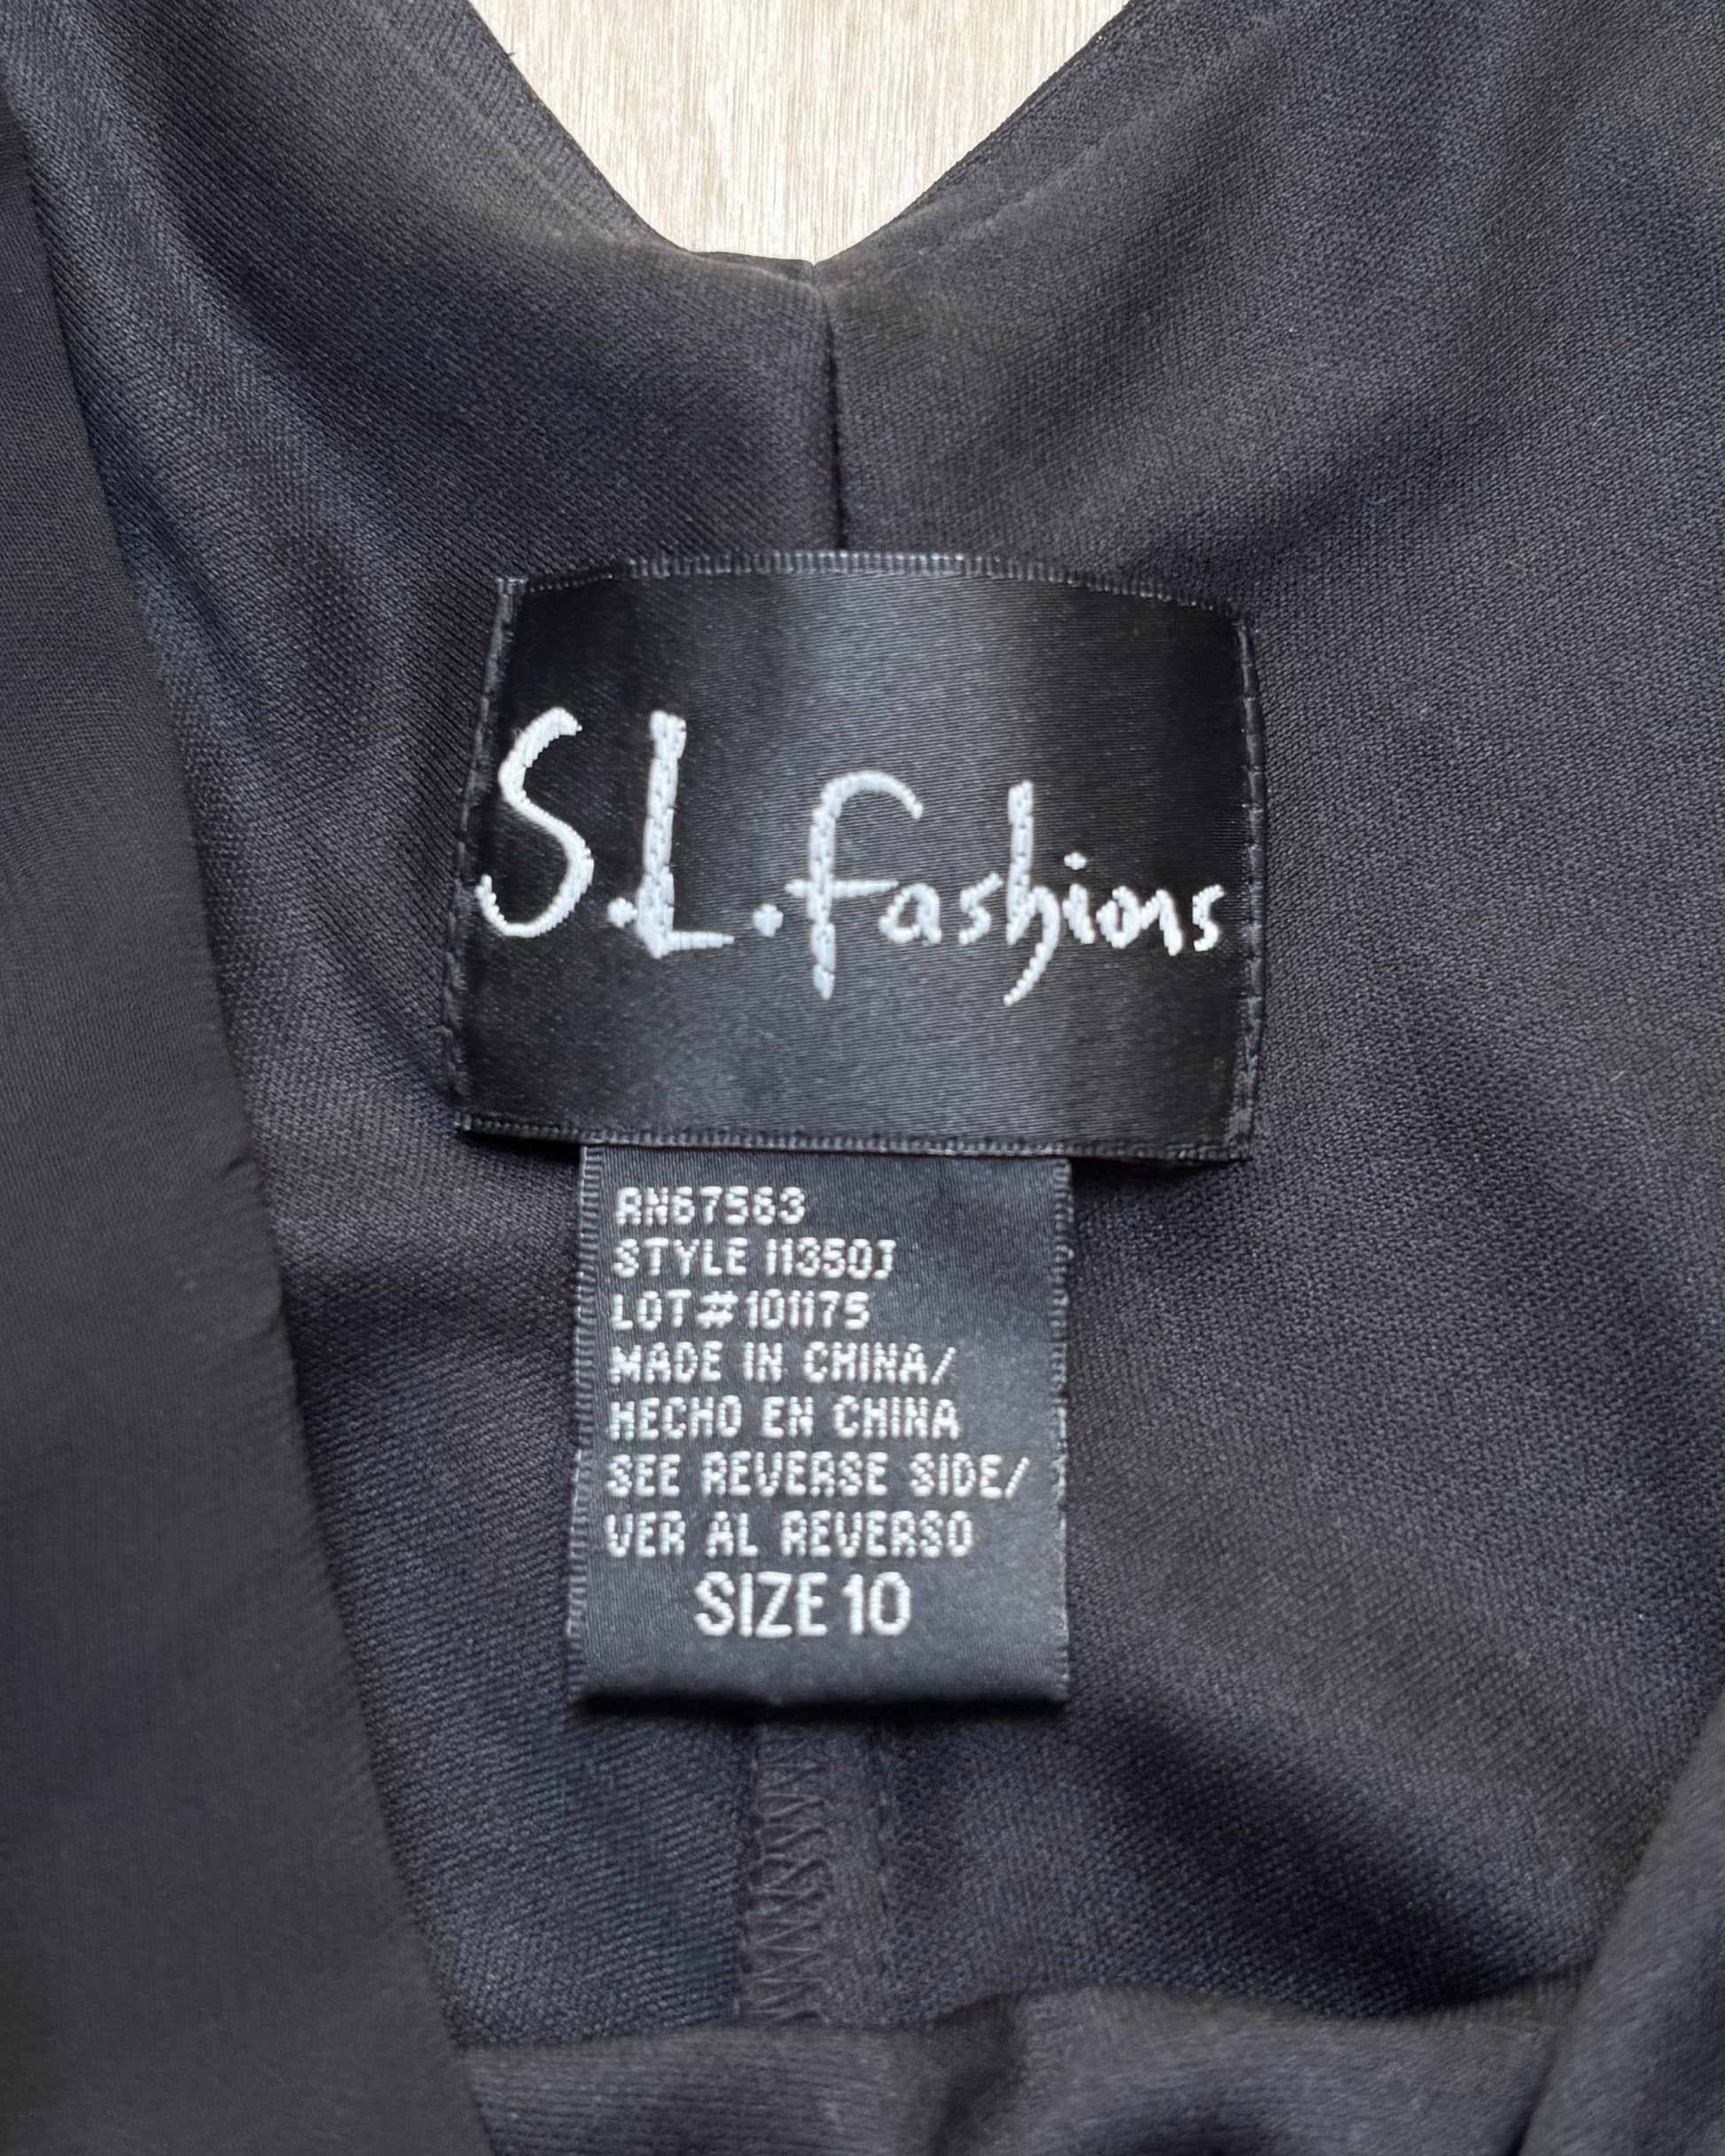 S.L. fashions
RN67563
STYLE 11350J
LOT#101175
MADE IN CHINA/
HECHO EN CHINA
SEE REVERSE SIDE/
VER AL REVERSO
SIZE 10